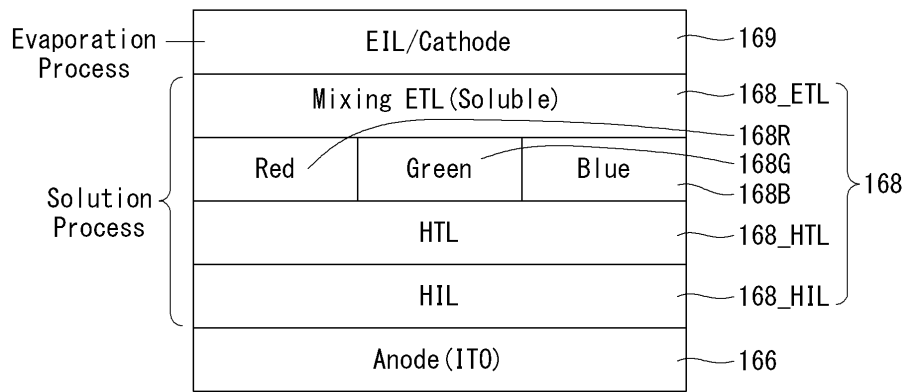 Evaporation
Process
EIL/Cathode
169
Mixing ETL(Soluble)
168_ETL
168R
Red
Green
Blue
168G
168B
168
Solution
Process
HTL
168_HTL
HIL
168_HIL
Anode(ITO)
166